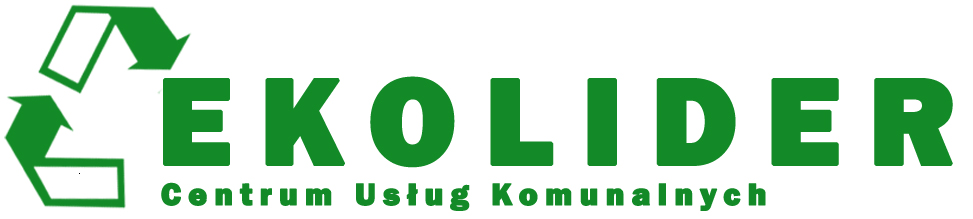 EKOLIDER
Centrum Usług Komunalnych